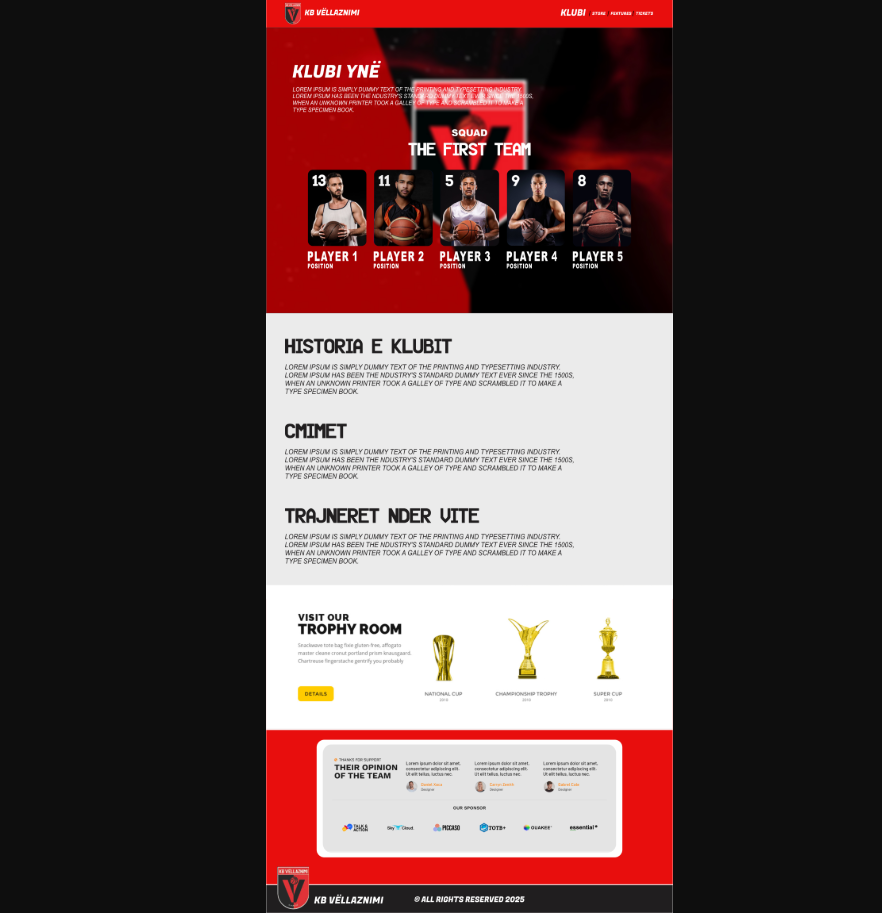 KB VËLLAZNIMI
KLUBI STORE FEATURES TICKETS
KLUBI YNË
LOREM IPSUM IS SIMPLY DUMMY TEXT OF THE PRINTING AND TYPESETTING INDUSTRY.
LOREM IPSUM HAS BEEN THE NDUSTRY'S STANDARD DUMMY TEXT EVER SINCE THE 1500S,
WHEN AN UNKNOWN PRINTER TOOK A GALLEY OF TYPE AND SCRAMBLED IT TO MAKE A
TYPE SPECIMEN BOOK.
SQUAD
THE FIRST TEAM
13 11 5 9 8
PLAYER 1 PLAYER 2 PLAYER 3 PLAYER 4 PLAYER 5
POSITION POSITION POSITION POSITION POSITION
HISTORIA E KLUBIT
LOREM IPSUM IS SIMPLY DUMMY TEXT OF THE PRINTING AND TYPESETTING INDUSTRY.
LOREM IPSUM HAS BEEN THE NDUSTRY'S STANDARD DUMMY TEXT EVER SINCE THE 1500S,
WHEN AN UNKNOWN PRINTER TOOK A GALLEY OF TYPE AND SCRAMBLED IT TO MAKE A
TYPE SPECIMEN BOOK.
CMIMET
LOREM IPSUM IS SIMPLY DUMMY TEXT OF THE PRINTING AND TYPESETTING INDUSTRY.
LOREM IPSUM HAS BEEN THE NDUSTRY'S STANDARD DUMMY TEXT EVER SINCE THE 1500S,
WHEN AN UNKNOWN PRINTER TOOK A GALLEY OF TYPE AND SCRAMBLED IT TO MAKE A
TYPE SPECIMEN BOOK.
TRAJNERET NDER VITE
LOREM IPSUM IS SIMPLY DUMMY TEXT OF THE PRINTING AND TYPESETTING INDUSTRY.
LOREM IPSUM HAS BEEN THE NDUSTRY'S STANDARD DUMMY TEXT EVER SINCE THE 1500S,
WHEN AN UNKNOWN PRINTER TOOK A GALLEY OF TYPE AND SCRAMBLED IT TO MAKE A
TYPE SPECIMEN BOOK.
VISIT OUR
TROPHY ROOM
Snackwave tote bag five gluten-free, affogato
master cleanse cronut portland prism knausgaard.
Chartreuse fingerstache gentrify you probably
DETAILS
NATIONAL CUP CHAMPIONSHIP TROPHY SUPER CUP
THANKS FOR SUPPORT
THEIR OPINION
OF THE TEAM
Lorem ipsum dolor sit amet, Lorem ipsum dolor sit amet, Lorem ipsum dolor sit amet,
consectetur adipiscing elit. consectetur adipiscing elit. consectetur adipiscing elit.
Ut elit tellus, luctus nec. Ut elit tellus, luctus nec. Ut elit tellus, luctus nec.
Designer Designer Designer
OUR SPONSOR
TALK & ACTION SkyCloud PICCASO TOTB+ GUAKEE essential
KB VËLLAZNIMI
KB VËLLAZNIMI © ALL RIGHTS RESERVED 2025